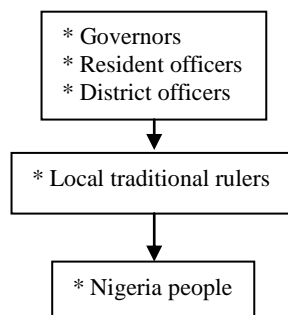 * Governors
* Resident officers
* District officers
* Local traditional rulers
* Nigeria people